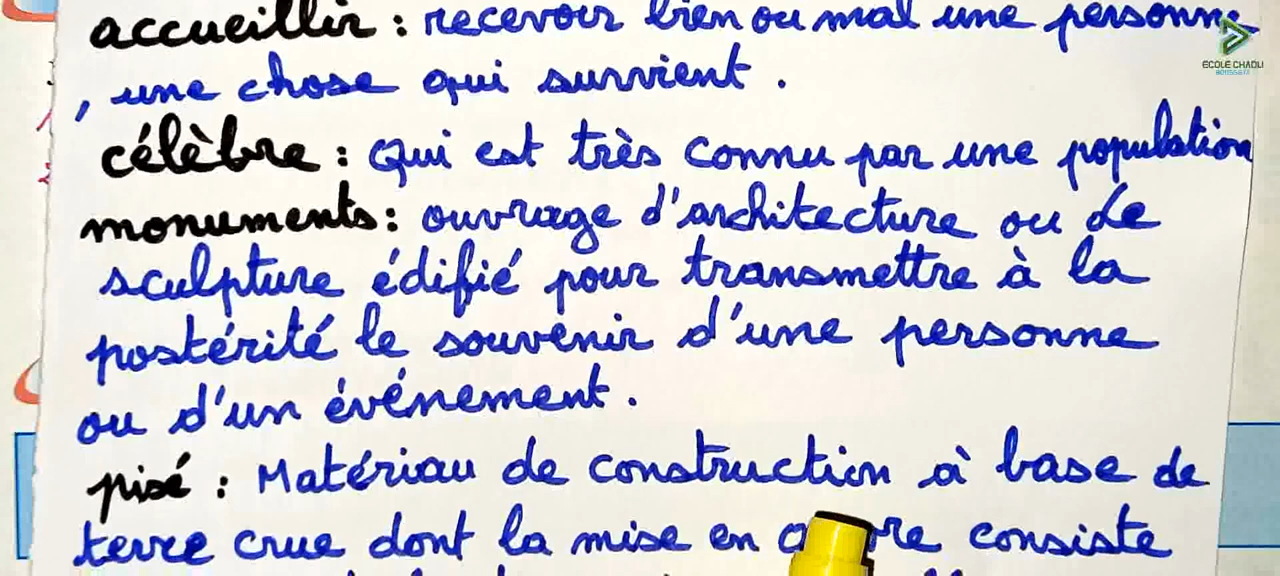 accueillir : recevoir bien ou mal une personne
, une chose qui survient .
célèbre : qui est très connu par une population
monuments : ouvrage d'architecture ou de
sculpture édifié pour transmettre à la
postérité le souvenir d'une personne
ou d'un événement .
pisé : Matériau de construction à base de
terre crue dont la mise en consiste
ECOLE CHADLI